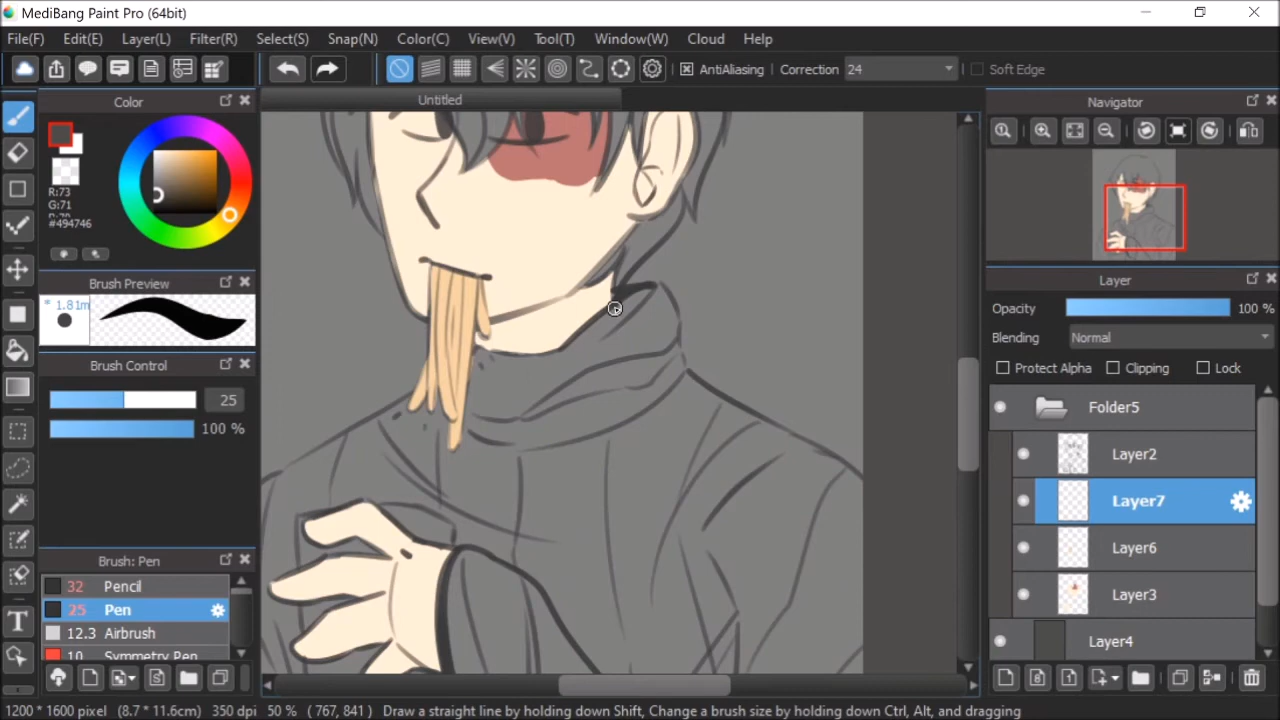 MediBang Paint Pro (64bit)
File(F) Edit(E) Layer(L) Filter(R) Select(S) Snap(N) Color(C) View(V) Tool(T) Window(W) Cloud Help
AntiAliasing Correction 24 Soft Edge
Color
Untitled
Navigator
R:73
G:71
#494746
Brush Preview
* 1.81m
Brush Control
25
100 %
Layer
Opacity 100 %
Blending Normal
Protect Alpha Clipping Lock
Folder5
Layer2
Layer7
Layer6
Layer3
Layer4
Brush: Pen
32 Pencil
25 Pen
12.3 Airbrush
10 Symmetry Pen
T
1200 * 1600 pixel (8.7 * 11.6cm) 350 dpi 50 % ( 767, 841 ) Draw a straight line by holding down Shift, Change a brush size by holding down Ctrl, Alt, and dragging